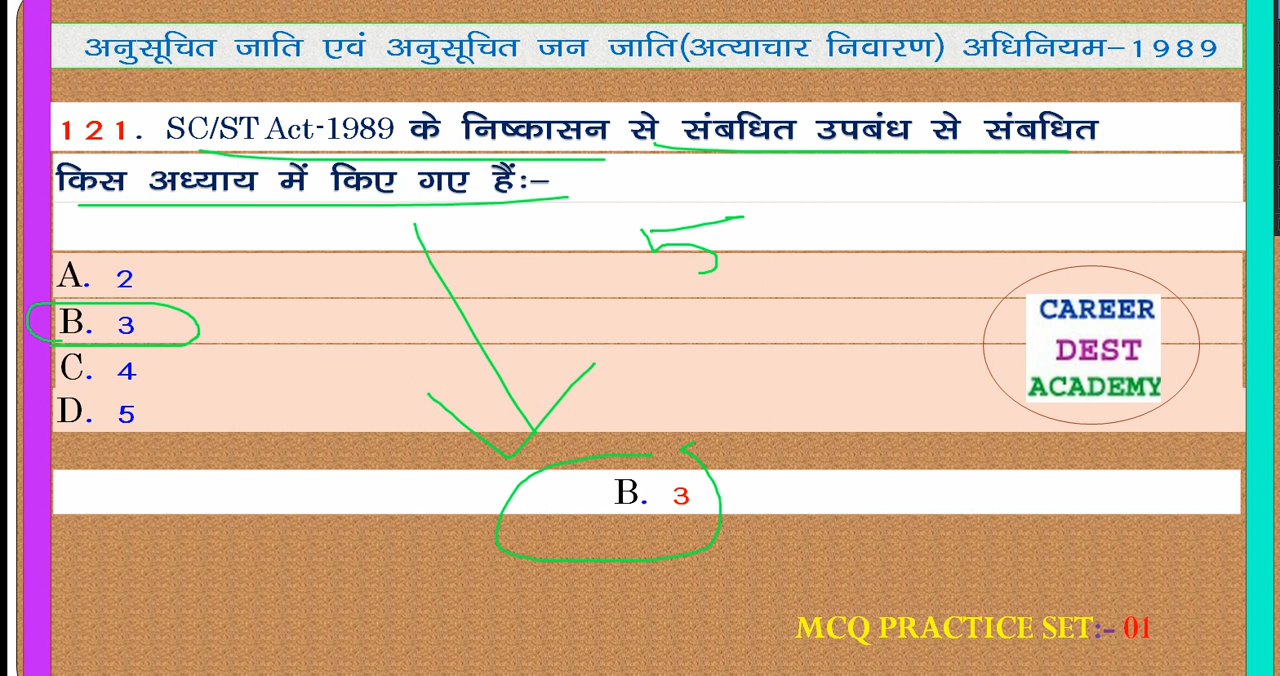 अनुसूचित जाति एवं अनुसूचित जन जाति(अत्याचार निवारण) अधिनियम–1989
121. SC/ST Act-1989 के निष्कासन से संबधित उपबंध से संबधित
किस अध्याय में किए गए हैंः–
5
A. 2
B. 3
C. 4
D. 5
CAREER
DEST
ACADEMY
B. 3
MCQ PRACTICE SET:- 01